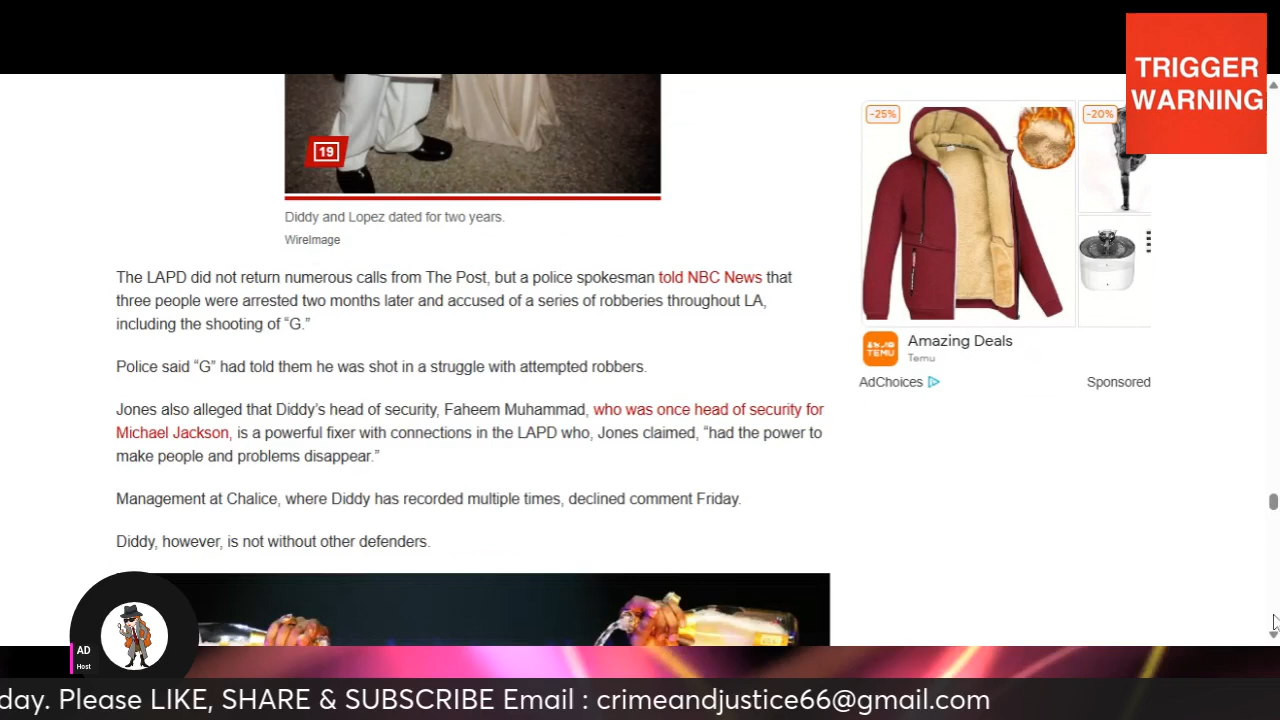 TRIGGER
WARNING
19
Diddy and Lopez dated for two years.
WireImage
The LAPD did not return numerous calls from The Post, but a police spokesman told NBC News that
three people were arrested two months later and accused of a series of robberies throughout LA,
including the shooting of “G.”
Police said “G” had told them he was shot in a struggle with attempted robbers.
Jones also alleged that Diddy’s head of security, Faheem Muhammad, who was once head of security for
Michael Jackson, is a powerful fixer with connections in the LAPD who, Jones claimed, “had the power to
make people and problems disappear.”
Management at Chalice, where Diddy has recorded multiple times, declined comment Friday.
Diddy, however, is not without other defenders.
-25%
-20%
TEMU
Amazing Deals
Temu
AdChoices
Sponsored
AD
Host
day. Please LIKE, SHARE & SUBSCRIBE Email : crimeandjustice66@gmail.com